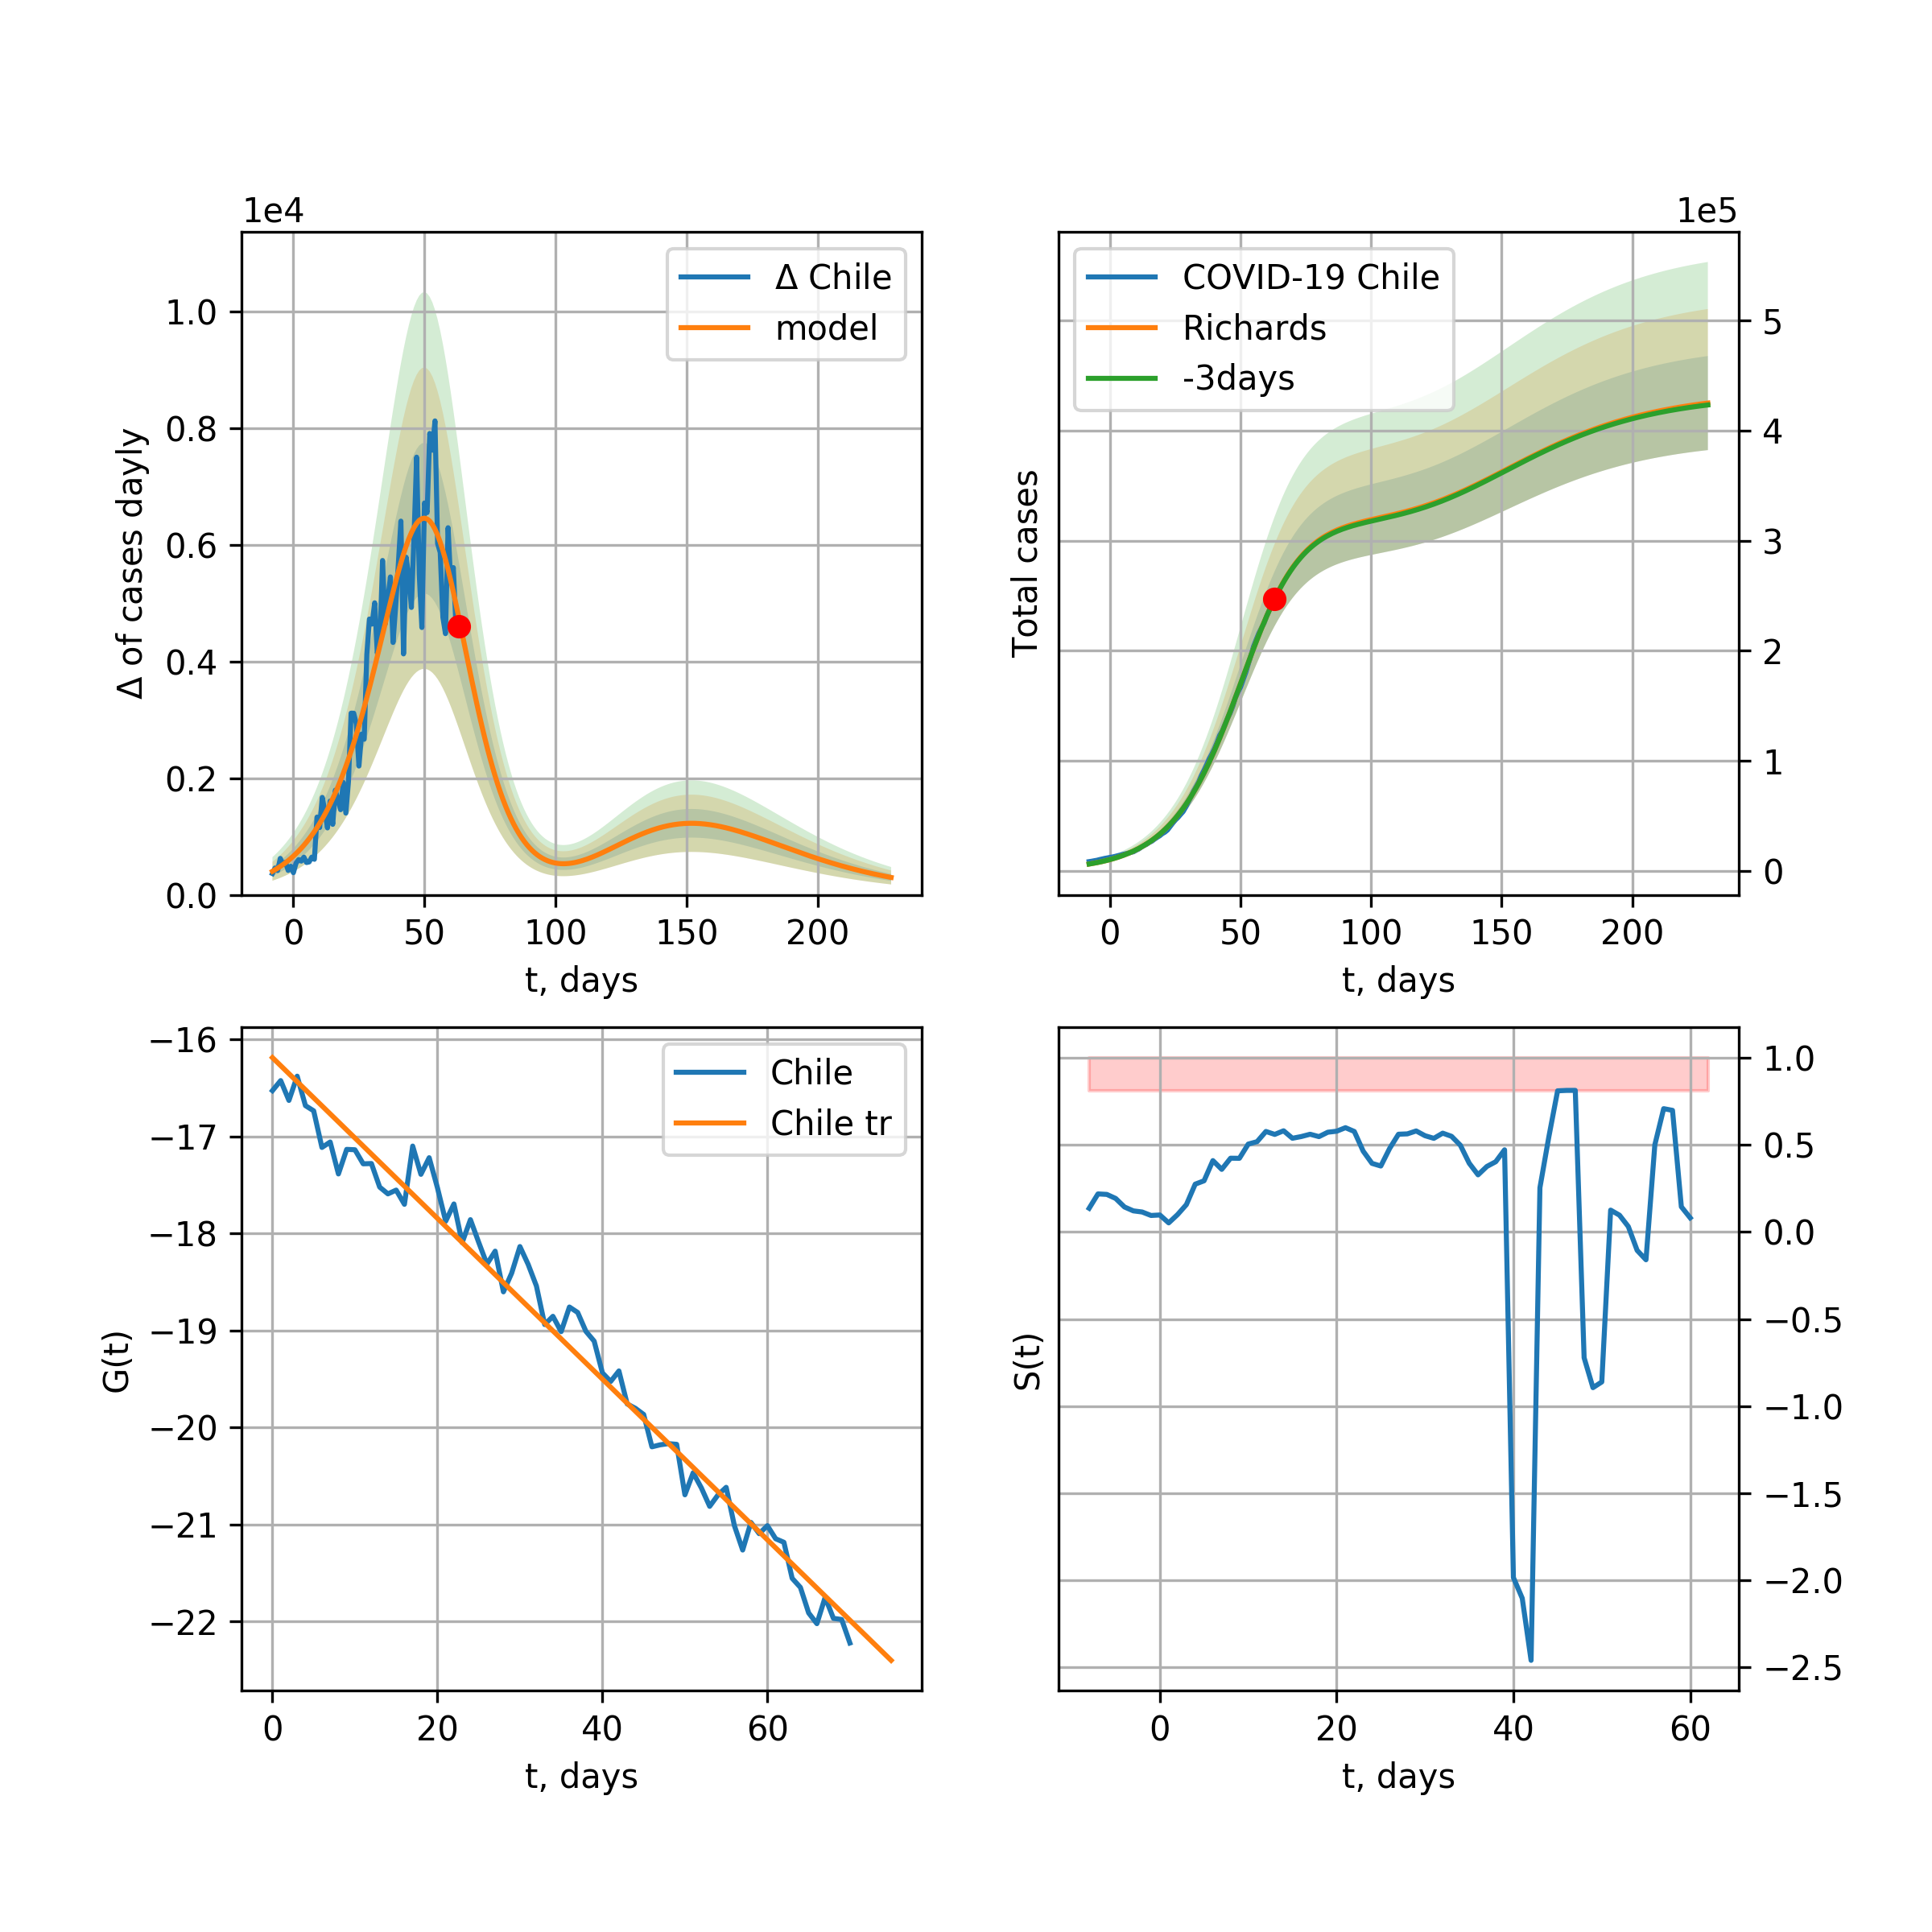 1e4
Δ of cases dayly
1.0
0.8
0.6
0.4
0.2
0.0
0 50 100 150 200
t, days
Δ Chile
model
1e5
Total cases
5
4
3
2
1
0
0 50 100 150 200
t, days
COVID-19 Chile
Richards
-3days
G(t)
−16
−17
−18
−19
−20
−21
−22
0 20 40 60
t, days
Chile
Chile tr
S(t)
1.0
0.5
0.0
−0.5
−1.0
−1.5
−2.0
−2.5
0 20 40 60
t, days